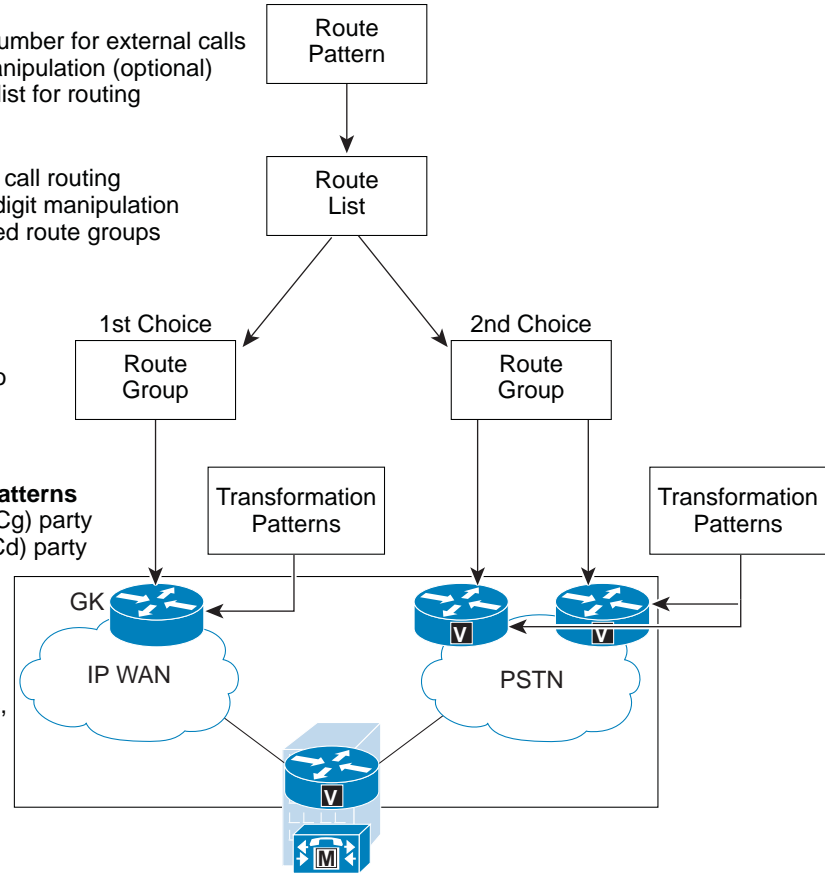 umber for external calls
anipulation (optional)
list for routing
Route
Pattern
call routing
digit manipulation
ed route groups
Route
List
1st Choice
2nd Choice
Route
Group
Route
Group
o
atterns
Cg) party
Cd) party
Transformation
Patterns
Transformation
Patterns
GK
V
V
IP WAN
PSTN
,
V
M